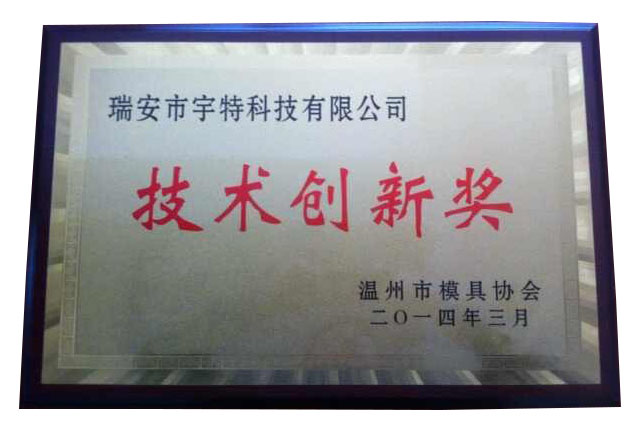 瑞安市宇特科技有限公司
技术创新奖
温州市模具协会
二〇一四年三月